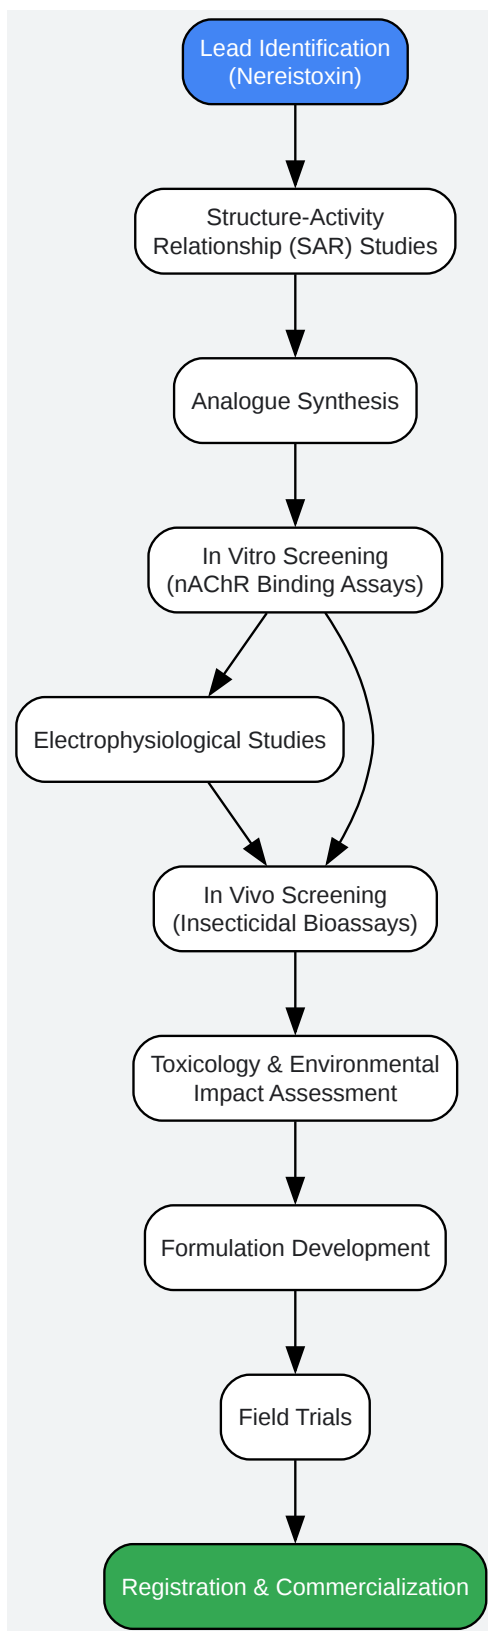 Lead Identification
(Nereistoxin)
Structure-Activity
Relationship (SAR) Studies
Analogue Synthesis
In Vitro Screening
(nAChR Binding Assays)
Electrophysiological Studies
In Vivo Screening
(Insecticidal Bioassays)
Toxicology & Environmental
Impact Assessment
Formulation Development
Field Trials
Registration & Commercialization